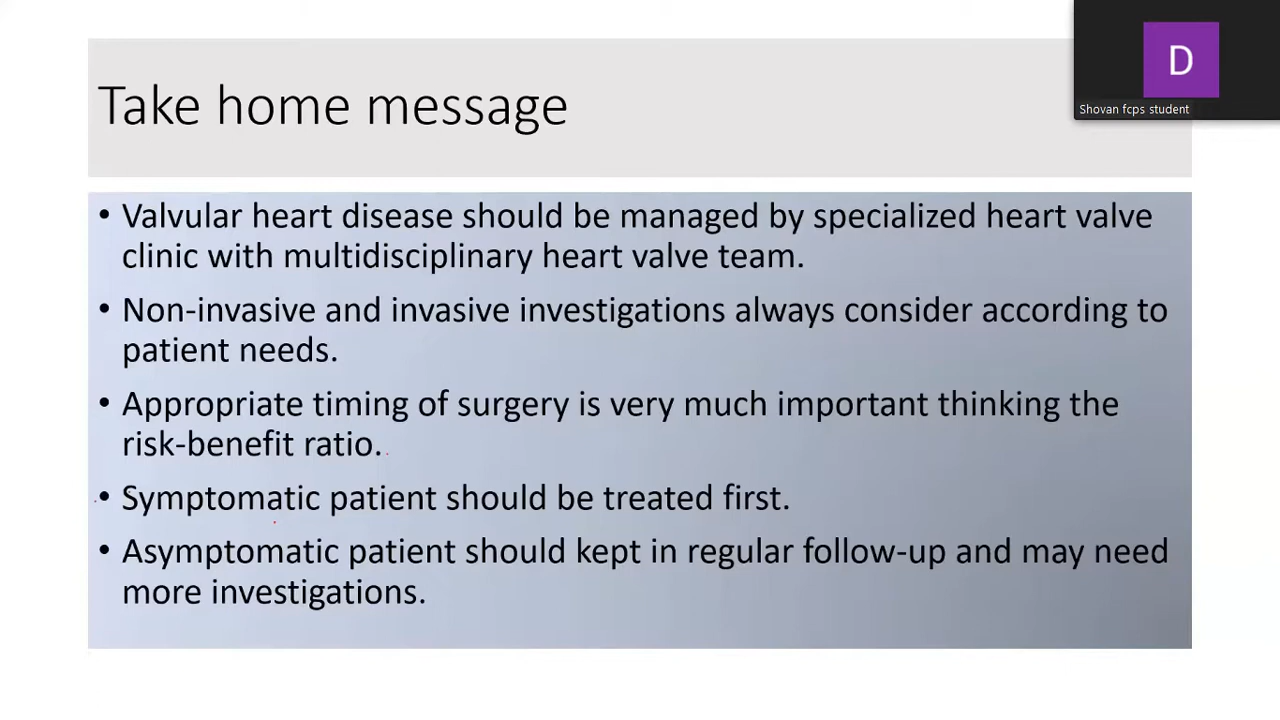 D
Shovan fcps student
Take home message
• Valvular heart disease should be managed by specialized heart valve
clinic with multidisciplinary heart valve team.
• Non-invasive and invasive investigations always consider according to
patient needs.
• Appropriate timing of surgery is very much important thinking the
risk-benefit ratio.
• Symptomatic patient should be treated first.
• Asymptomatic patient should kept in regular follow-up and may need
more investigations.